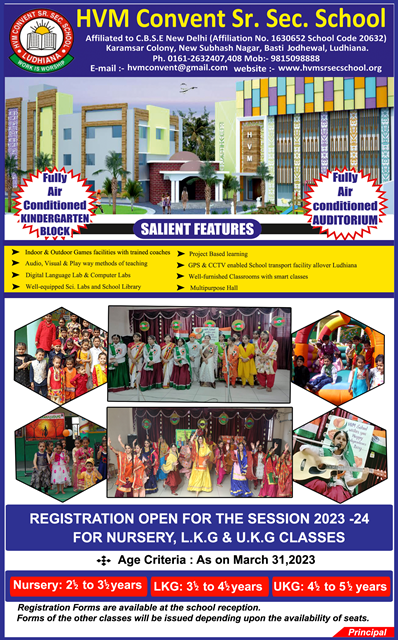 HVM CONVENT SR. SEC. SCHOOL
LUDHIANA
WORK IS WORSHIP
HVM Convent Sr. Sec. School
Affiliated to C.B.S.E New Delhi (Affiliation No. 1630652 School Code 20632)
Karamsar Colony, New Subhash Nagar, Basti Jodhewal, Ludhiana.
Ph. 0161-2632407,408 Mob:- 9815098888
E-mail :- hvmconvent@gmail.com website :- www.hvmsrsecschool.org
HVM
Fully
Air
Conditioned
KINDERGARTEN
BLOCK
Fully
Air
conditioned
AUDITORIUM
SALIENT FEATURES
Indoor & Outdoor Games facilities with trained coaches
Audio, Visual & Play way methods of teaching
Digital Language Lab & Computer Labs
Well-equipped Sci. Labs and School Library
Project Based learning
GPS & CCTV enabled School transport facility allover Ludhiana
Well-furnished Classrooms with smart classes
Multipurpose Hall
REGISTRATION OPEN FOR THE SESSION 2023 -24
FOR NURSERY, L.K.G & U.K.G CLASSES
Age Criteria : As on March 31,2023
Nursery: 2½ to 3½ years
LKG: 3½ to 4½ years
UKG: 4½ to 5½ years
Registration Forms are available at the school reception.
Forms of the other classes will be issued depending upon the availability of seats.
Principal